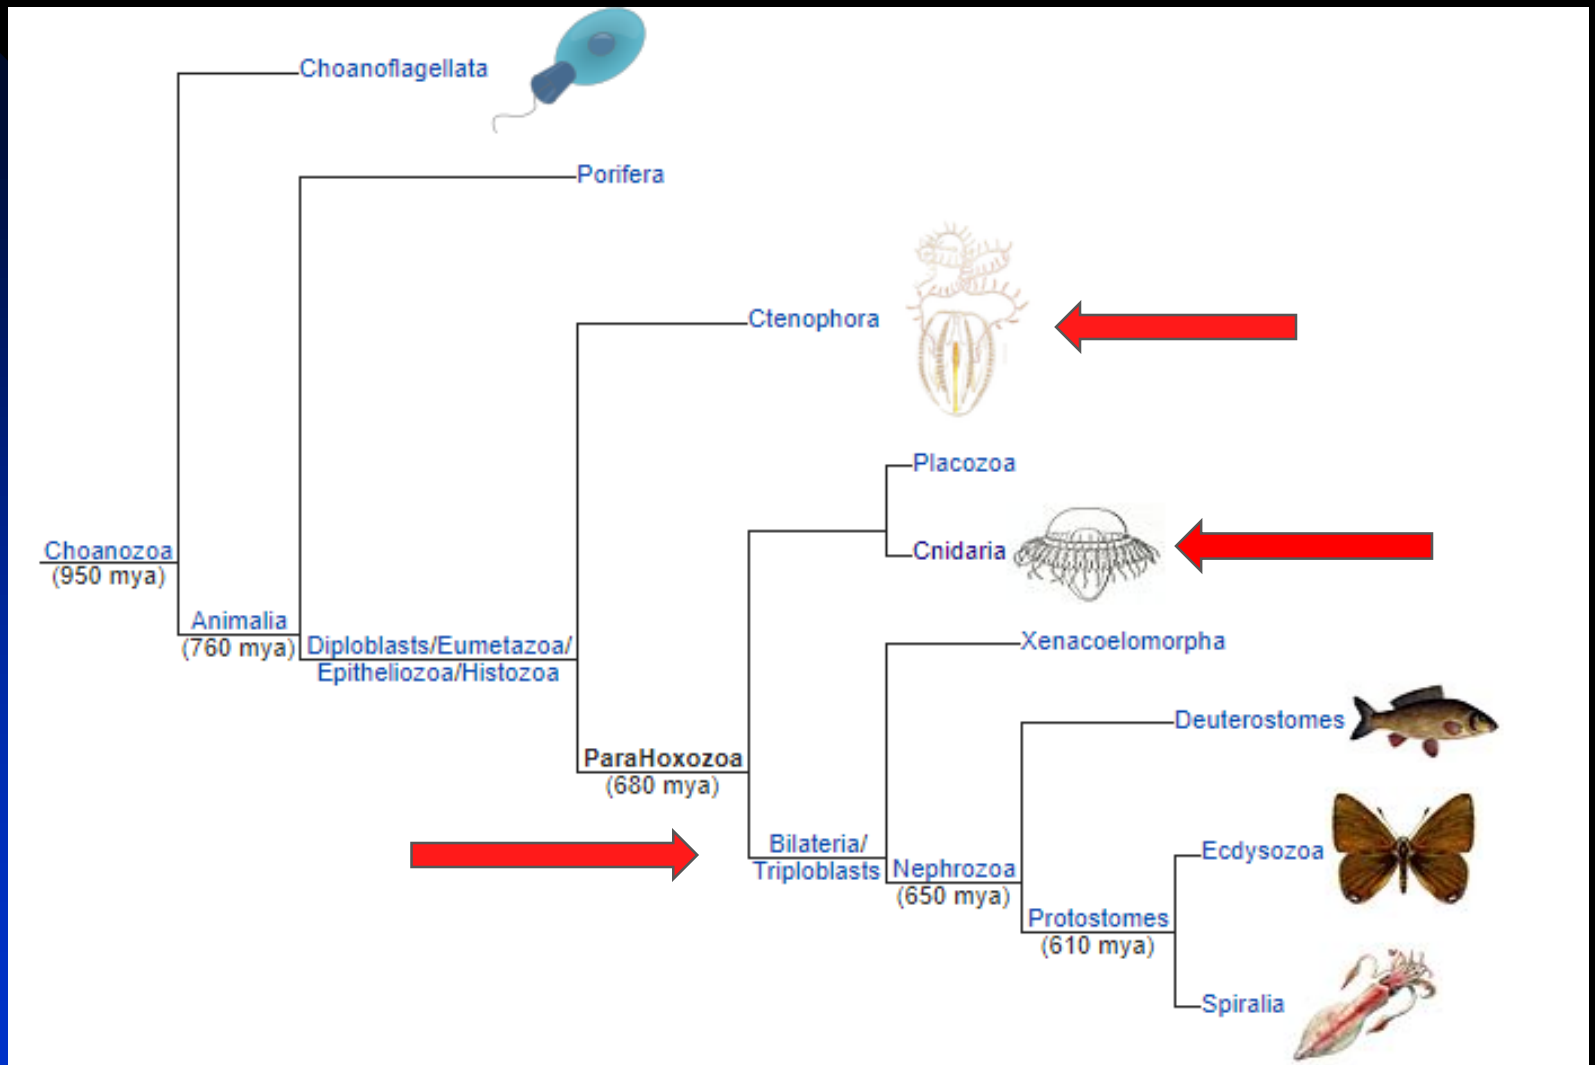 Choanoflagellata
Porifera
Ctenophora
Placozoa
Choanozoa
(950 mya)
Cnidaria
Animalia
(760 mya)
Diploblasts/Eumetazoa/
Epitheliozoa/Histozoa
Xenacoelomorpha
Deuterostomes
ParaHoxozoa
(680 mya)
Bilateria/
Triploblasts
Nephrozoa
(650 mya)
Ecdysozoa
Protostomes
(610 mya)
Spiralia